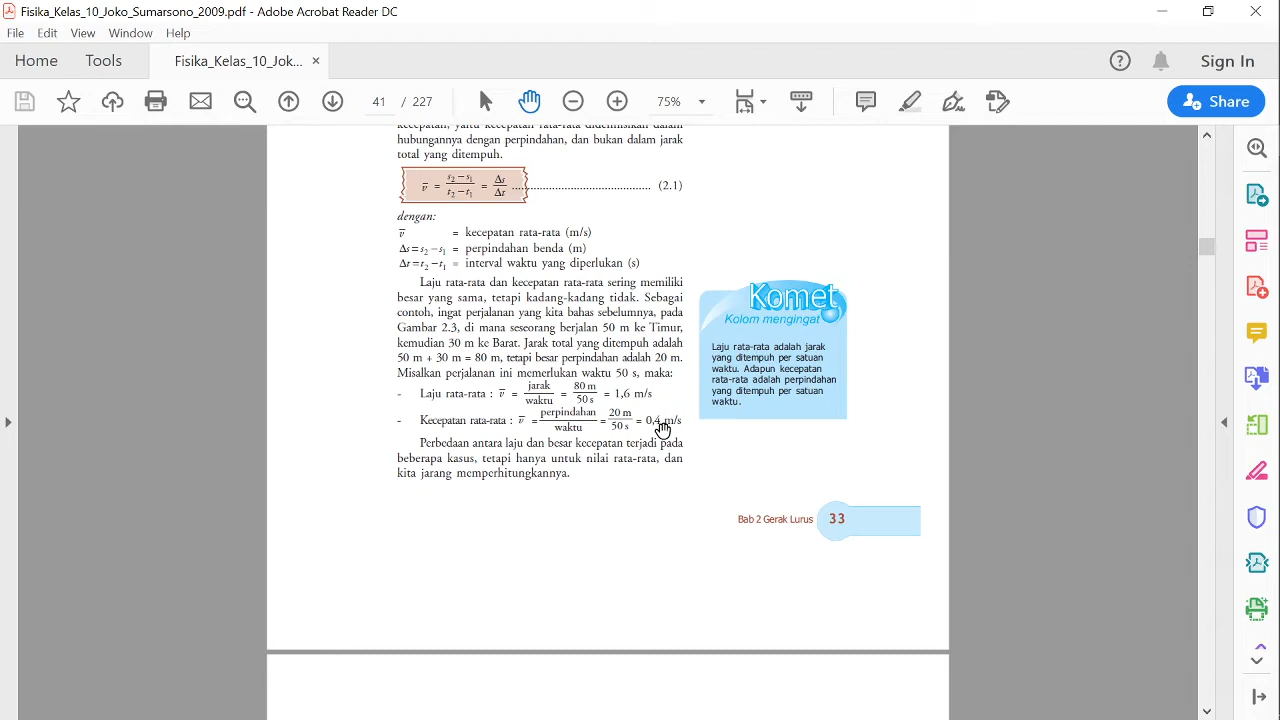 Fisika_Kelas_10_Joko_Sumarsono_2009.pdf - Adobe Acrobat Reader DC
File Edit View Window Help
Home Tools Fisika_Kelas_10_Jok... × Sign In
41 / 227 75% Share
kecepatan, yaitu kecepatan rata-rata didefinisikan dalam
hubungannya dengan perpindahan, dan bukan dalam jarak
total yang ditempuh.
v̅ = (s₂ − s₁)/(t₂ − t₁) = Δs/Δt ................................................ (2.1)
dengan:
v̅ = kecepatan rata-rata (m/s)
Δs = s₂ − s₁ = perpindahan benda (m)
Δt = t₂ − t₁ = interval waktu yang diperlukan (s)
Laju rata-rata dan kecepatan rata-rata sering memiliki
besar yang sama, tetapi kadang-kadang tidak. Sebagai
contoh, ingat perjalanan yang kita bahas sebelumnya, pada
Gambar 2.3, di mana seseorang berjalan 50 m ke Timur,
kemudian 30 m ke Barat. Jarak total yang ditempuh adalah
50 m + 30 m = 80 m, tetapi besar perpindahan adalah 20 m.
Misalkan perjalanan ini memerlukan waktu 50 s, maka:
- Laju rata-rata : v̅ = jarak/waktu = 80 m/50 s = 1,6 m/s
- Kecepatan rata-rata : v̅ = perpindahan/waktu = 20 m/50 s = 0,4 m/s
Perbedaan antara laju dan besar kecepatan terjadi pada
beberapa kasus, tetapi hanya untuk nilai rata-rata, dan
kita jarang memperhitungkannya.
Komet
Kolom mengingat
Laju rata-rata adalah jarak
yang ditempuh per satuan
waktu. Adapun kecepatan
rata-rata adalah perpindahan
yang ditempuh per satuan
waktu.
Bab 2 Gerak Lurus 33